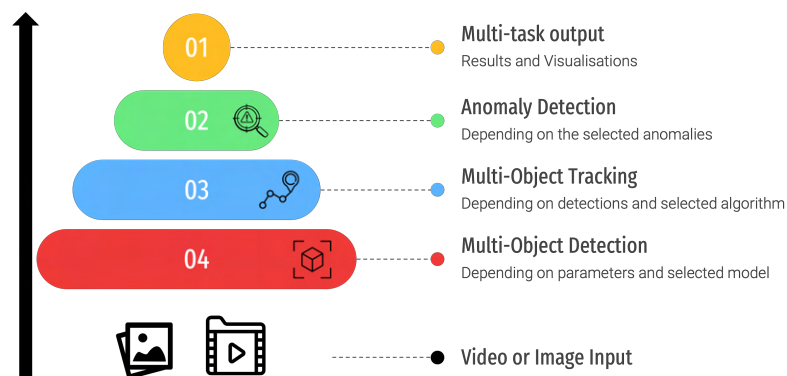 01
Multi-task output
Results and Visualisations
02
Anomaly Detection
Depending on the selected anomalies
03
Multi-Object Tracking
Depending on detections and selected algorithm
04
Multi-Object Detection
Depending on parameters and selected model
Video or Image Input